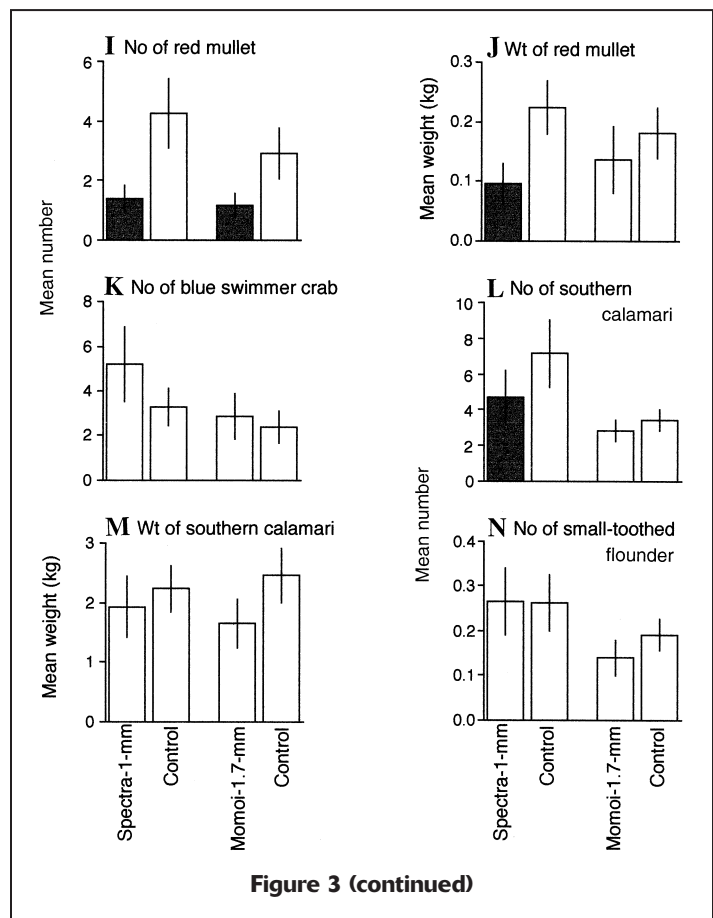 I No of red mullet
6
4
2
0
J Wt of red mullet
Mean weight (kg)
0.3
0.2
0.1
0.0
Mean number
K No of blue swimmer crab
8
6
4
2
0
L No of southern
calamari
10
8
6
4
2
0
M Wt of southern calamari
Mean weight (kg)
3
2
1
0
Mean number
N No of small-toothed
flounder
0.4
0.3
0.2
0.1
0.0
Spectra-1-mm
Control
Momoi-1.7-mm
Control
Spectra-1-mm
Control
Momoi-1.7-mm
Control
Figure 3 (continued)